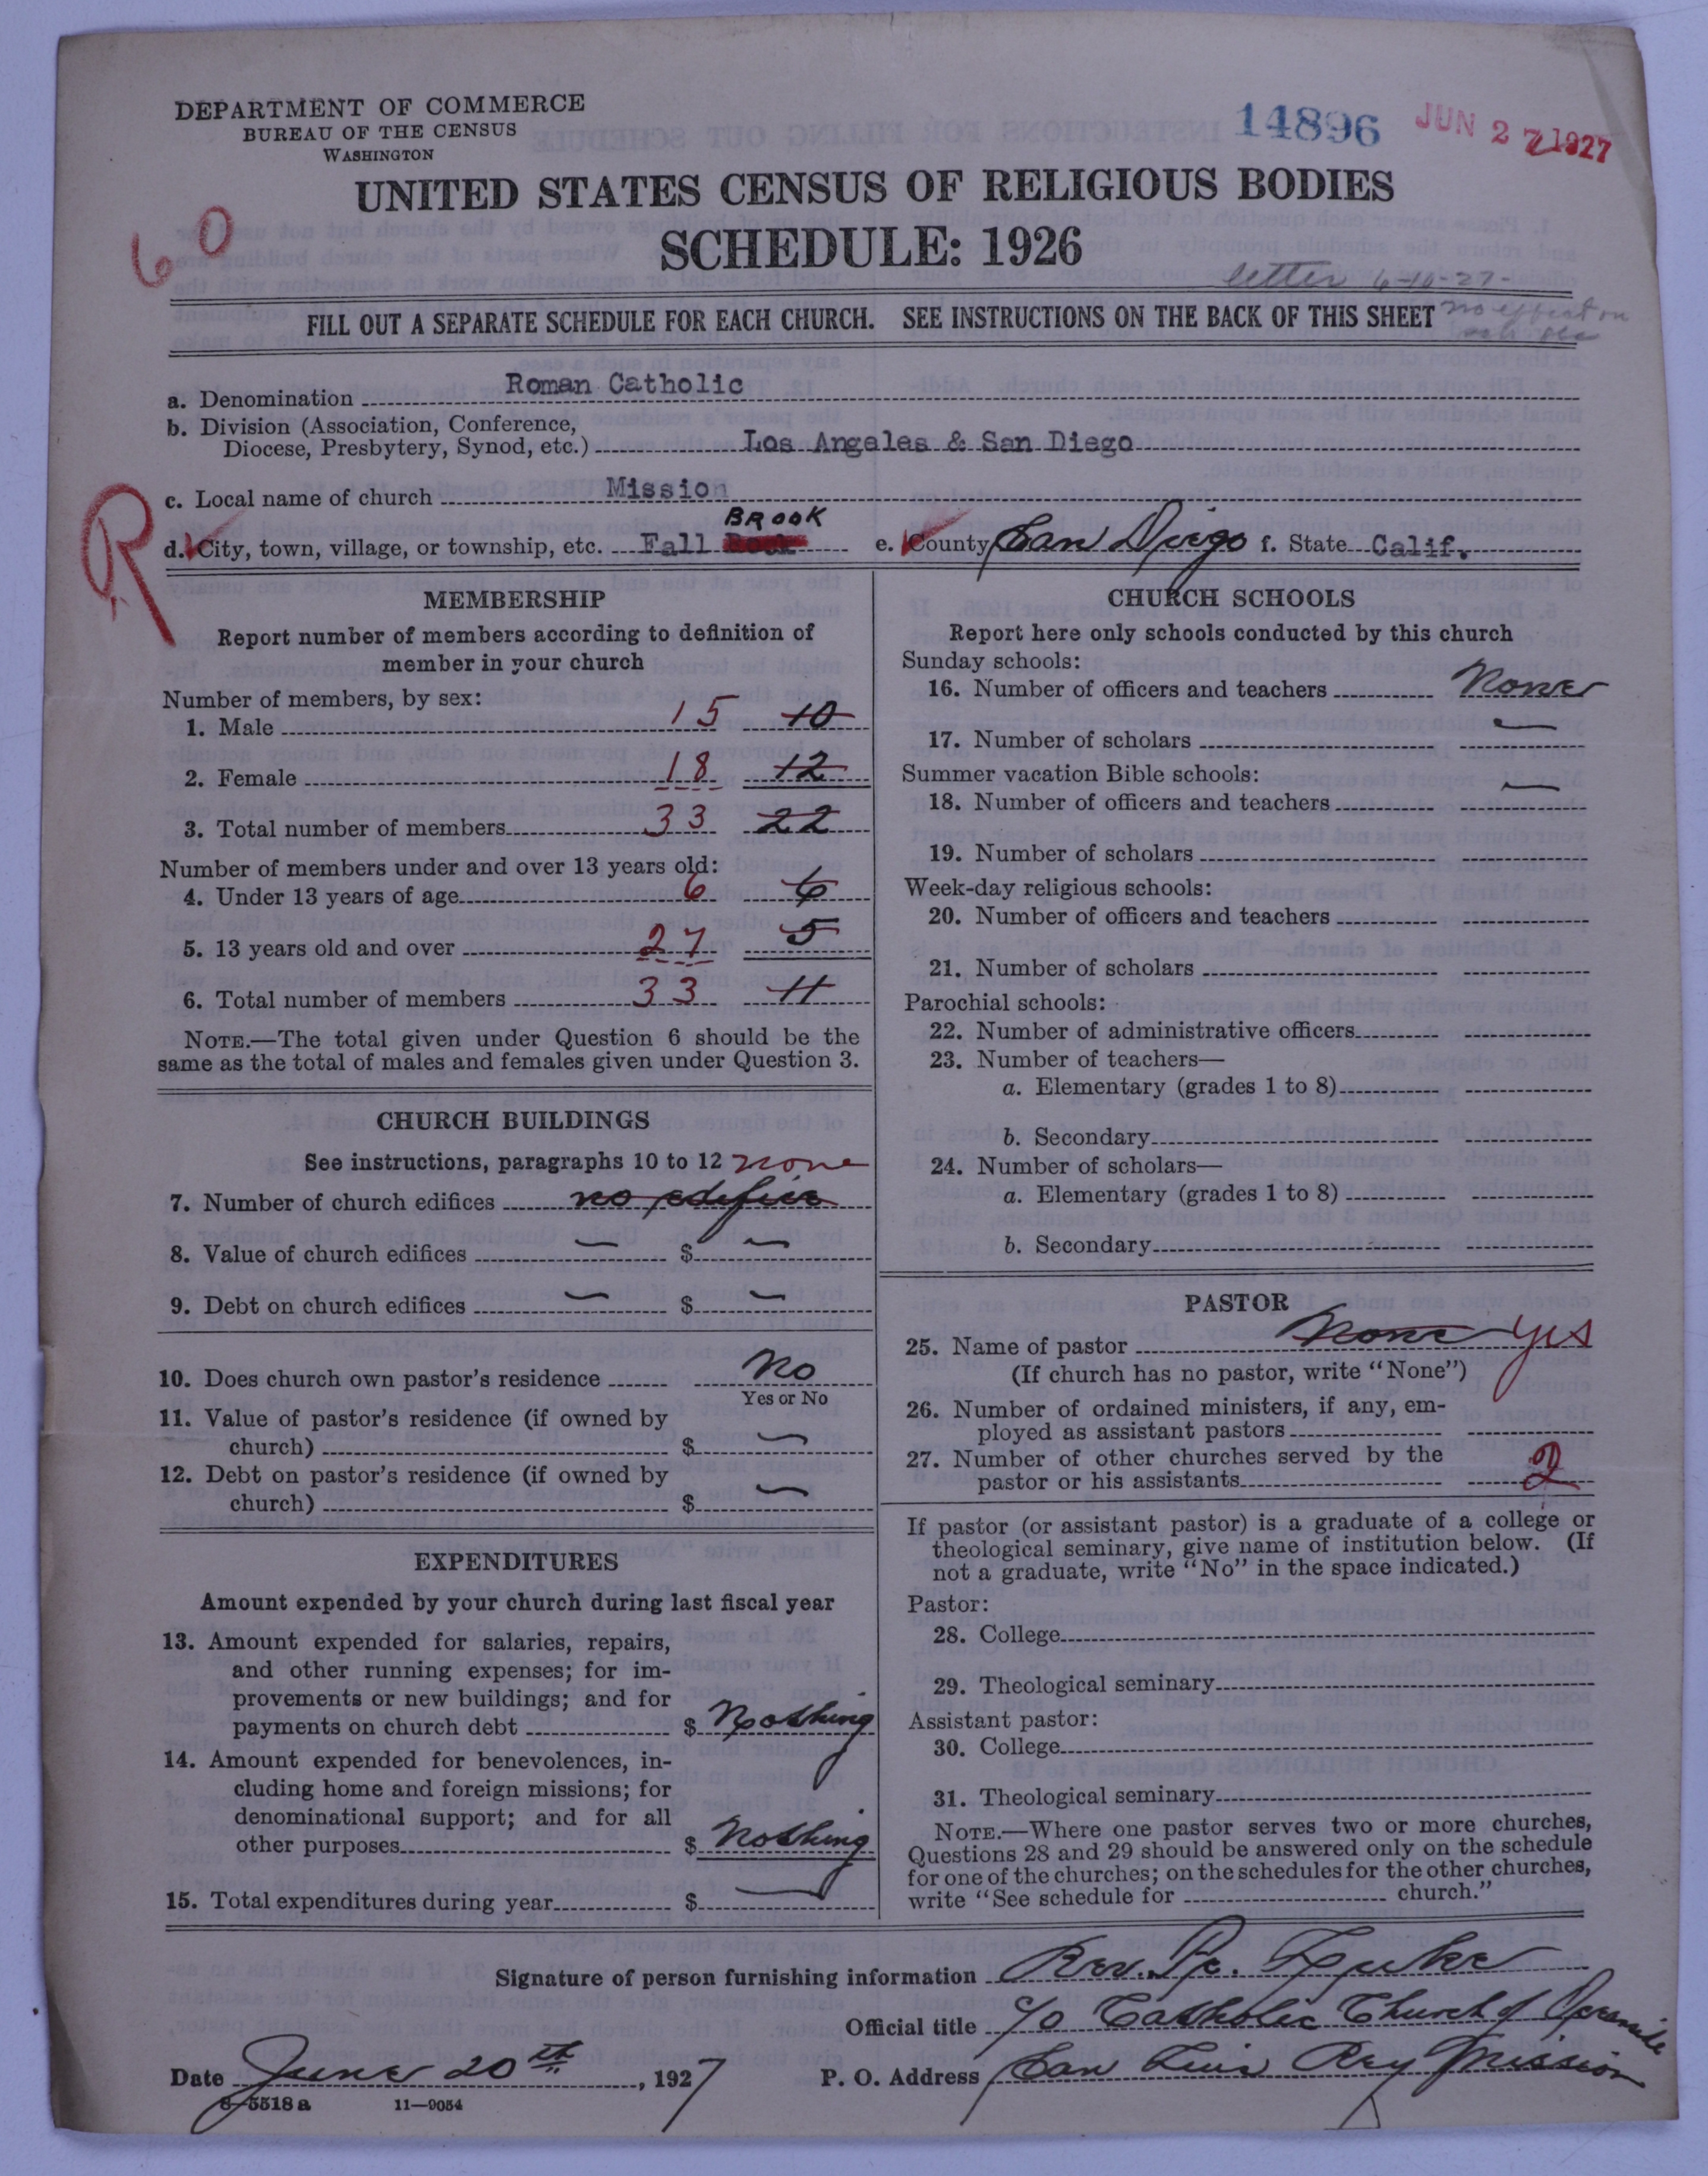 DEPARTMENT OF COMMERCE
BUREAU OF THE CENSUS
WASHINGTON
14896
JUN 27 1927
UNITED STATES CENSUS OF RELIGIOUS BODIES
60
SCHEDULE: 1926
letter 6-10-27-
FILL OUT A SEPARATE SCHEDULE FOR EACH CHURCH. SEE INSTRUCTIONS ON THE BACK OF THIS SHEET
no effect on
a. Denomination Roman Catholic
b. Division (Association, Conference,
Diocese, Presbytery, Synod, etc.) Los Angeles & San Diego
R
c. Local name of church Mission
BROOK
d. City, town, village, or township, etc. Fall e. County San Diego f. State Calif.
MEMBERSHIP
Report number of members according to definition of
member in your church
Number of members, by sex:
1. Male 15 10
2. Female 18 12
3. Total number of members 33 22
Number of members under and over 13 years old:
4. Under 13 years of age 6 6
5. 13 years old and over 27 5
6. Total number of members 33 11
NOTE.—The total given under Question 6 should be the
same as the total of males and females given under Question 3.
CHURCH BUILDINGS
See instructions, paragraphs 10 to 12 none
7. Number of church edifices no edifice
8. Value of church edifices — $ —
9. Debt on church edifices — $ —
10. Does church own pastor's residence No
Yes or No
11. Value of pastor's residence (if owned by
church) $ —
12. Debt on pastor's residence (if owned by
church) $ —
EXPENDITURES
Amount expended by your church during last fiscal year
13. Amount expended for salaries, repairs,
and other running expenses; for im-
provements or new buildings; and for
payments on church debt $ Nothing
14. Amount expended for benevolences, in-
cluding home and foreign missions; for
denominational support; and for all
other purposes $ Nothing
15. Total expenditures during year $ —
CHURCH SCHOOLS
Report here only schools conducted by this church
Sunday schools:
16. Number of officers and teachers None
17. Number of scholars —
Summer vacation Bible schools:
18. Number of officers and teachers —
19. Number of scholars
Week-day religious schools:
20. Number of officers and teachers
21. Number of scholars
Parochial schools:
22. Number of administrative officers
23. Number of teachers—
a. Elementary (grades 1 to 8)
b. Secondary
24. Number of scholars—
a. Elementary (grades 1 to 8)
b. Secondary
PASTOR
25. Name of pastor None yes
(If church has no pastor, write "None")
26. Number of ordained ministers, if any, em-
ployed as assistant pastors
27. Number of other churches served by the
pastor or his assistants 2
If pastor (or assistant pastor) is a graduate of a college or
theological seminary, give name of institution below. (If
not a graduate, write "No" in the space indicated.)
Pastor:
28. College
29. Theological seminary
Assistant pastor:
30. College
31. Theological seminary
NOTE.—Where one pastor serves two or more churches,
Questions 28 and 29 should be answered only on the schedule
for one of the churches; on the schedules for the other churches,
write "See schedule for church."
Signature of person furnishing information Rev.
Official title c/o Catholic Church of Oceanside
Date June 20th, 1927 P. O. Address San Luis Rey Mission
8-5518a 11-9054